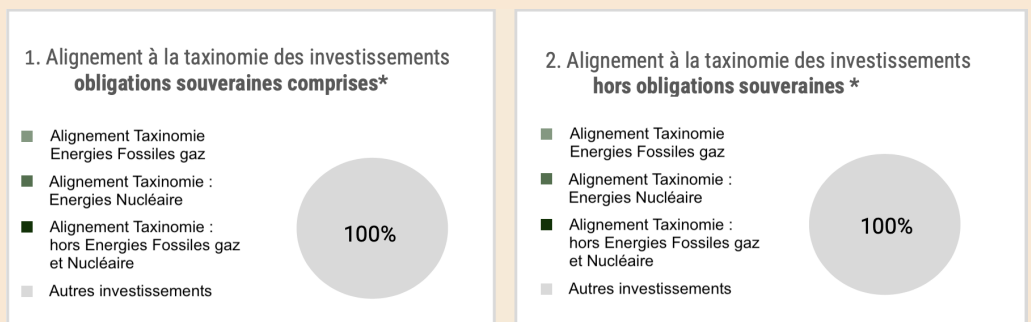 1. Alignement à la taxinomie des investissements
obligations souveraines comprises*
Alignement Taxinomie
Energies Fossiles gaz
Alignement Taxinomie :
Energies Nucléaire
Alignement Taxinomie :
hors Energies Fossiles gaz
et Nucléaire
Autres investissements
100%
2. Alignement à la taxinomie des investissements
hors obligations souveraines *
Alignement Taxinomie
Energies Fossiles gaz
Alignement Taxinomie :
Energies Nucléaire
Alignement Taxinomie :
hors Energies Fossiles gaz
et Nucléaire
Autres investissements
100%